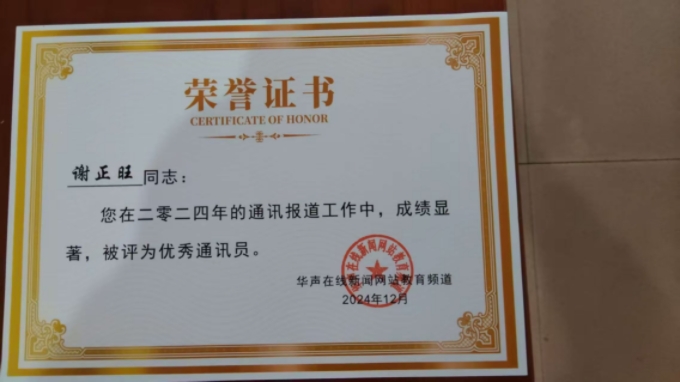 荣誉证书
CERTIFICATE OF HONOR
谢正旺同志：
您在二零二四年的通讯报道工作中，成绩显
著，被评为优秀通讯员。
华声在线新闻网站教育频道
2024年12月